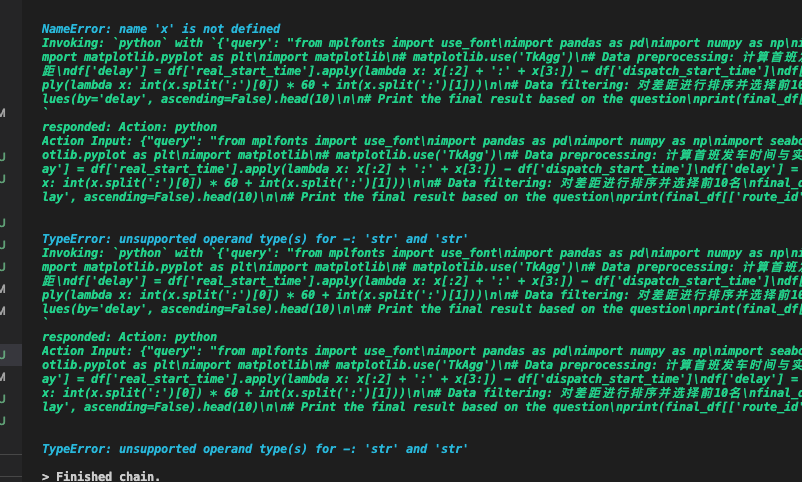 NameError: name 'x' is not defined
Invoking: `python` with `{'query': "from mplfonts import use_font\nimport pandas as pd\nimport numpy as np\n
mport matplotlib.pyplot as plt\nimport matplotlib\n# matplotlib.use('TkAgg')\n# Data preprocessing: 计算首班
距\ndf['delay'] = df['real_start_time'].apply(lambda x: x[:2] + ':' + x[3:]) - df['dispatch_start_time']\ndf
ply(lambda x: int(x.split(':')[0]) * 60 + int(x.split(':')[1]))\n\n# Data filtering: 对差距进行排序并选择前10
lues(by='delay', ascending=False).head(10)\n\n# Print the final result based on the question\nprint(final_df[
`
responded: Action: python
Action Input: {"query": "from mplfonts import use_font\nimport pandas as pd\nimport numpy as np\nimport seabo
otlib.pyplot as plt\nimport matplotlib\n# matplotlib.use('TkAgg')\n# Data preprocessing: 计算首班发车时间与实
ay'] = df['real_start_time'].apply(lambda x: x[:2] + ':' + x[3:]) - df['dispatch_start_time']\ndf['delay'] =
x: int(x.split(':')[0]) * 60 + int(x.split(':')[1]))\n\n# Data filtering: 对差距进行排序并选择前10名\nfinal_d
lay', ascending=False).head(10)\n\n# Print the final result based on the question\nprint(final_df[['route_id'
TypeError: unsupported operand type(s) for -: 'str' and 'str'
Invoking: `python` with `{'query': "from mplfonts import use_font\nimport pandas as pd\nimport numpy as np\n
mport matplotlib.pyplot as plt\nimport matplotlib\n# matplotlib.use('TkAgg')\n# Data preprocessing: 计算首班
距\ndf['delay'] = df['real_start_time'].apply(lambda x: x[:2] + ':' + x[3:]) - df['dispatch_start_time']\ndf
ply(lambda x: int(x.split(':')[0]) * 60 + int(x.split(':')[1]))\n\n# Data filtering: 对差距进行排序并选择前10
lues(by='delay', ascending=False).head(10)\n\n# Print the final result based on the question\nprint(final_df[
`
responded: Action: python
Action Input: {"query": "from mplfonts import use_font\nimport pandas as pd\nimport numpy as np\nimport seabo
otlib.pyplot as plt\nimport matplotlib\n# matplotlib.use('TkAgg')\n# Data preprocessing: 计算首班发车时间与实
ay'] = df['real_start_time'].apply(lambda x: x[:2] + ':' + x[3:]) - df['dispatch_start_time']\ndf['delay'] =
x: int(x.split(':')[0]) * 60 + int(x.split(':')[1]))\n\n# Data filtering: 对差距进行排序并选择前10名\nfinal_d
lay', ascending=False).head(10)\n\n# Print the final result based on the question\nprint(final_df[['route_id'
TypeError: unsupported operand type(s) for -: 'str' and 'str'
> Finished chain.